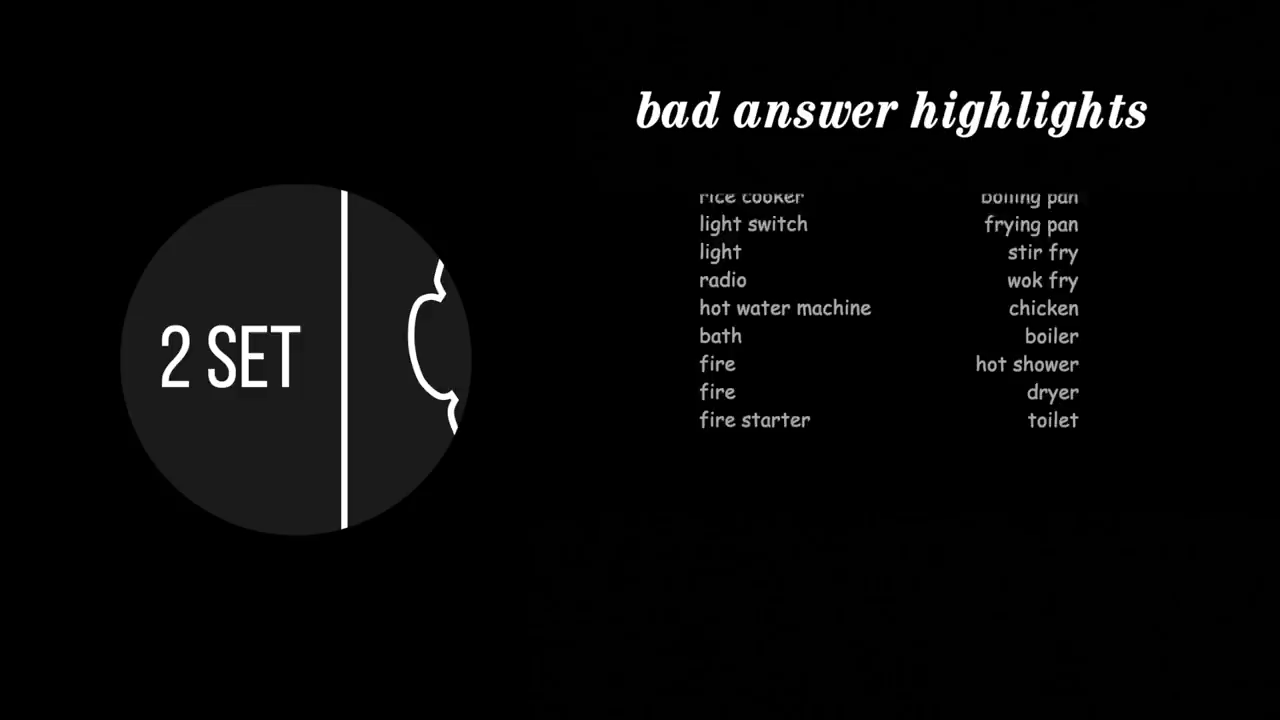 bad answer highlights
rice cooker boiling pan
light switch frying pan
light stir fry
radio wok fry
hot water machine chicken
bath boiler
fire hot shower
fire dryer
fire starter toilet
2 SET